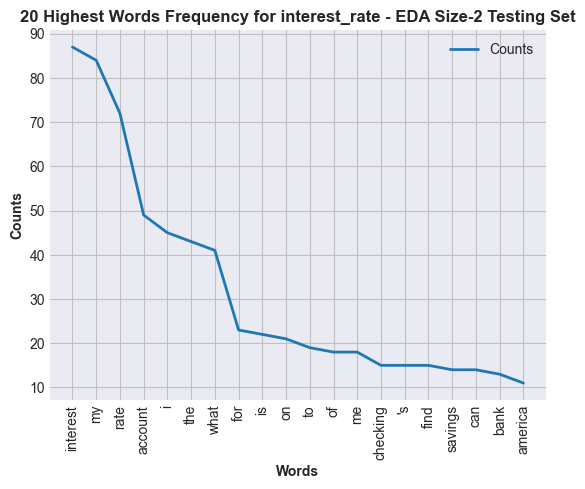 20 Highest Words Frequency for interest_rate - EDA Size-2 Testing Set
90
80
70
60
50
40
30
20
10
Counts
Counts
interest
my
rate
account
i
the
what
for
is
on
to
of
me
checking
's
find
savings
can
bank
america
Words